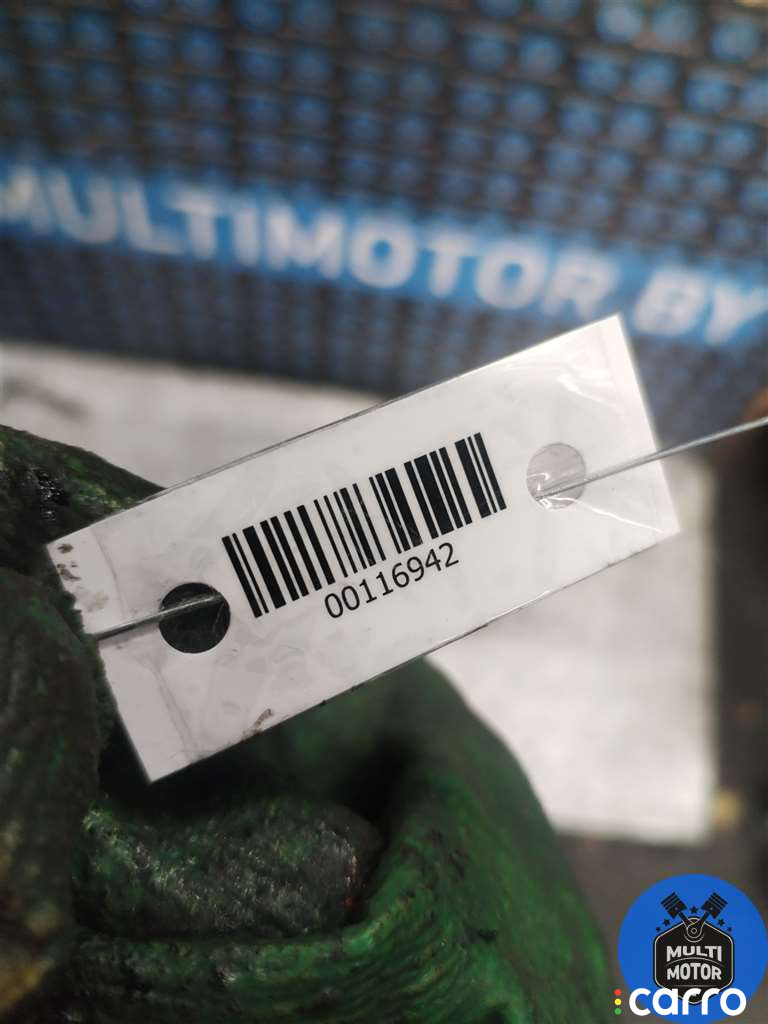 MULTIMOTOR BY
00116942
MULTI
MOTOR
carro